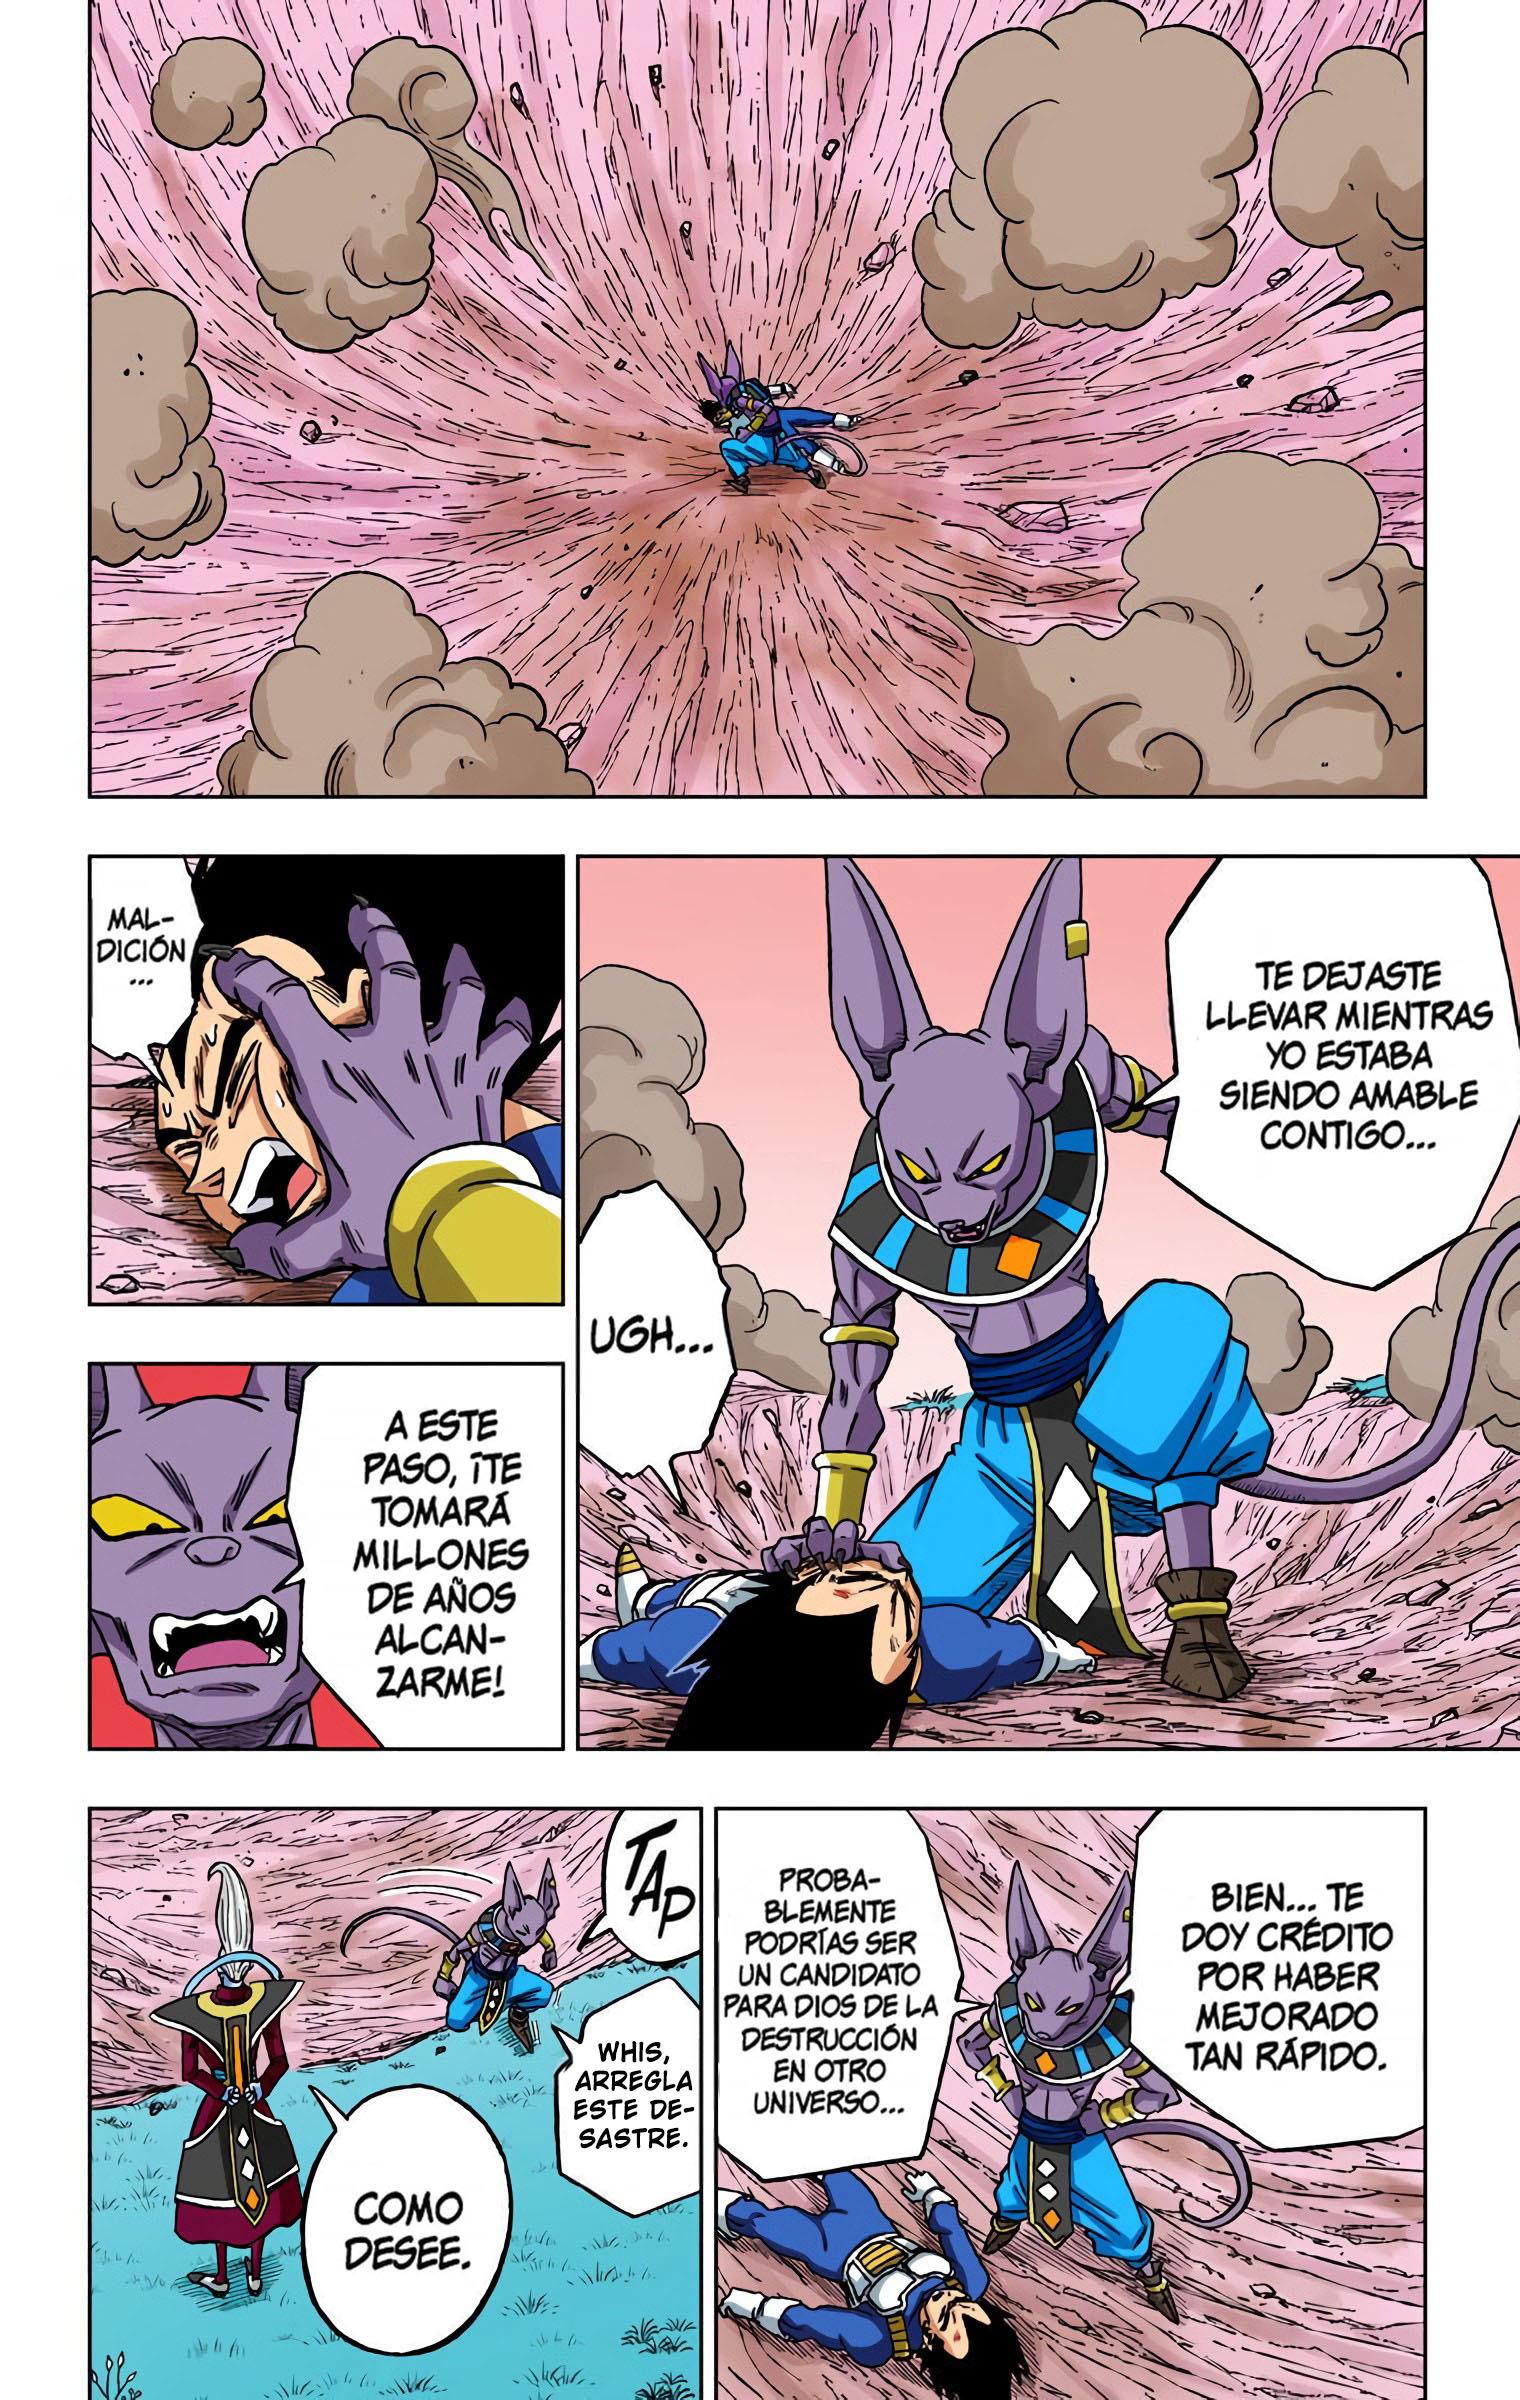 TE DEJASTE
LLEVAR MIENTRAS
YO ESTABA
SIENDO AMABLE
CONTIGO...
UGH...
MAL-
DICIÓN
...
A ESTE
PASO, ¡TE
TOMARÁ
MILLONES
DE AÑOS
ALCAN-
ZARME!
BIEN... TE
DOY CRÉDITO
POR HABER
MEJORADO
TAN RÁPIDO.
PROBA-
BLEMENTE
PODRÍAS SER
UN CANDIDATO
PARA DIOS DE LA
DESTRUCCIÓN
EN OTRO
UNIVERSO...
TAP
WHIS,
ARREGLA
ESTE DE-
SASTRE.
COMO
DESEE.